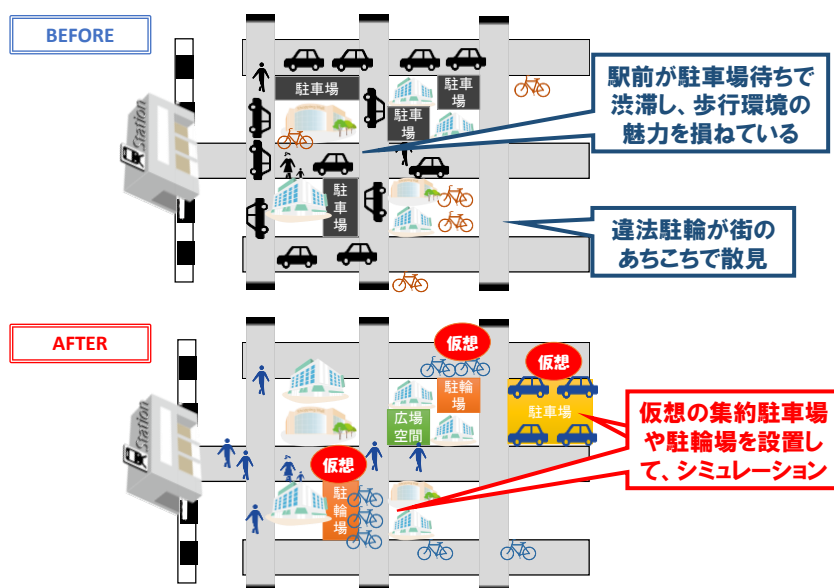 BEFORE
駐車場
駐車
場
駐車
場
駐
車
場
Station
駅前が駐車場待ちで
渋滞し、歩行環境の
魅力を損ねている
違法駐輪が街の
あちこちで散見
AFTER
仮想
仮想
駐輪
場
駐車場
広場
空間
仮想
駐
輪
場
Station
仮想の集約駐車場
や駐輪場を設置し
て、シミュレーション